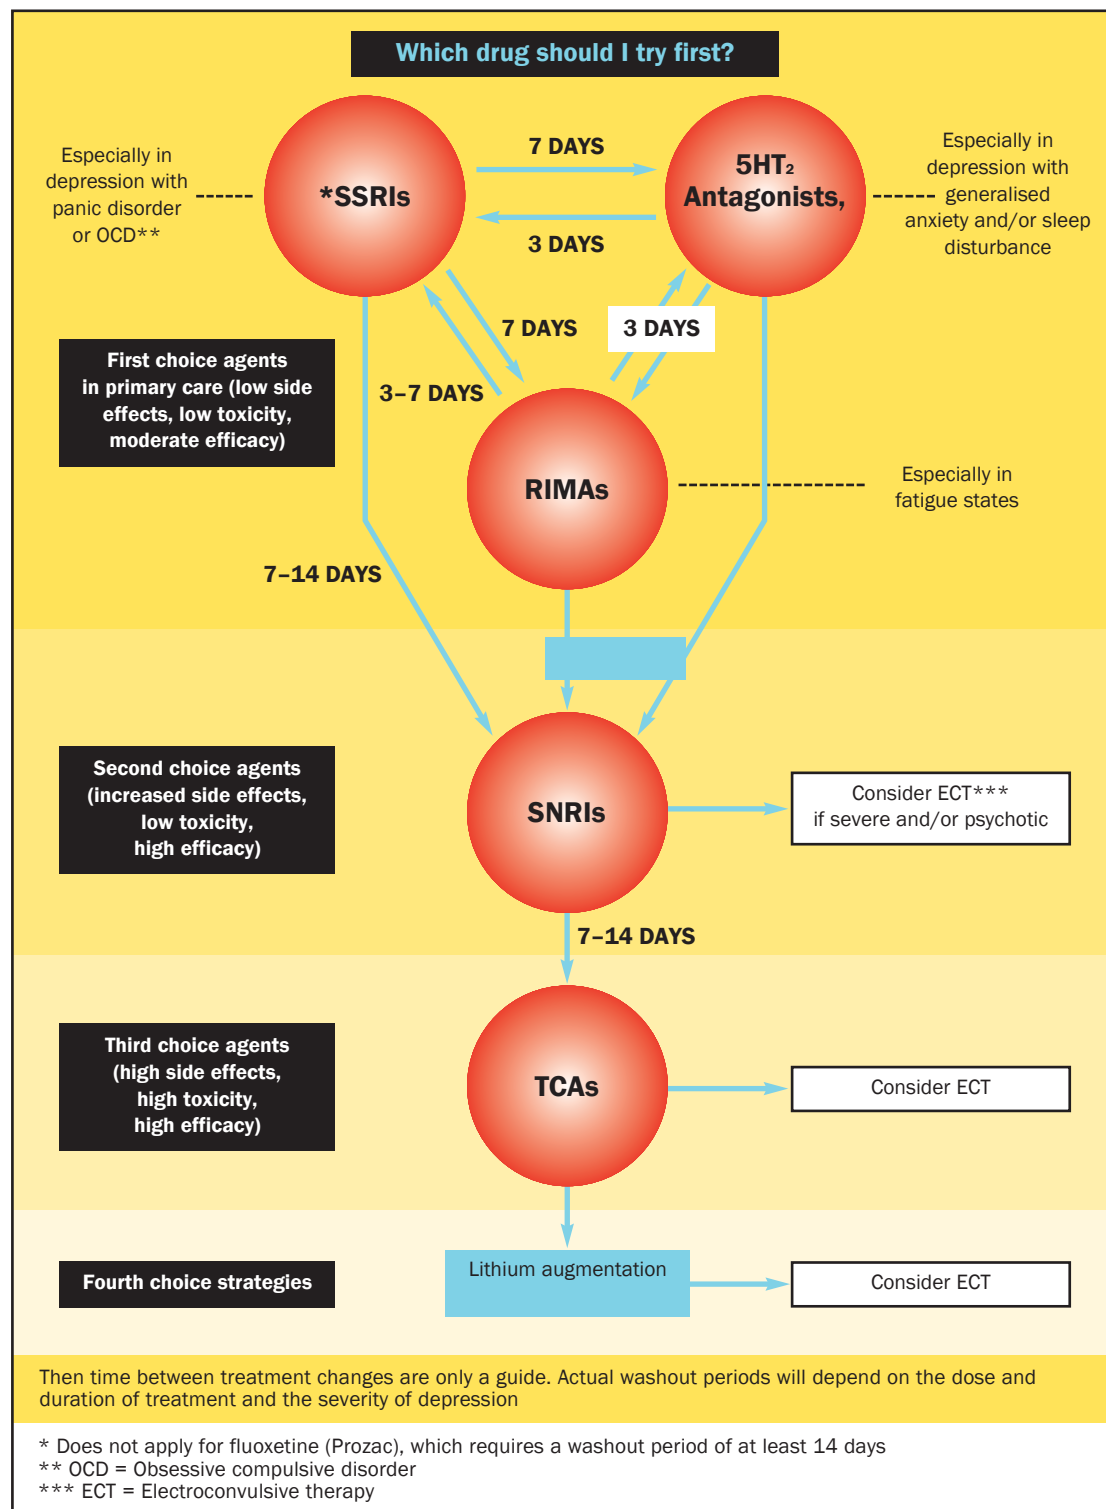 Which drug should I try first?
Especially in
depression with
panic disorder
or OCD**
*SSRIs
7 DAYS
3 DAYS
5HT₂
Antagonists,
Especially in
depression with
generalised
anxiety and/or sleep
disturbance
7 DAYS
3 DAYS
3–7 DAYS
First choice agents
in primary care (low side
effects, low toxicity,
moderate efficacy)
RIMAs
Especially in
fatigue states
7–14 DAYS
Second choice agents
(increased side effects,
low toxicity,
high efficacy)
SNRIs
Consider ECT***
if severe and/or psychotic
7–14 DAYS
Third choice agents
(high side effects,
high toxicity,
high efficacy)
TCAs
Consider ECT
Fourth choice strategies
Lithium augmentation
Consider ECT
Then time between treatment changes are only a guide. Actual washout periods will depend on the dose and
duration of treatment and the severity of depression
* Does not apply for fluoxetine (Prozac), which requires a washout period of at least 14 days
** OCD = Obsessive compulsive disorder
*** ECT = Electroconvulsive therapy